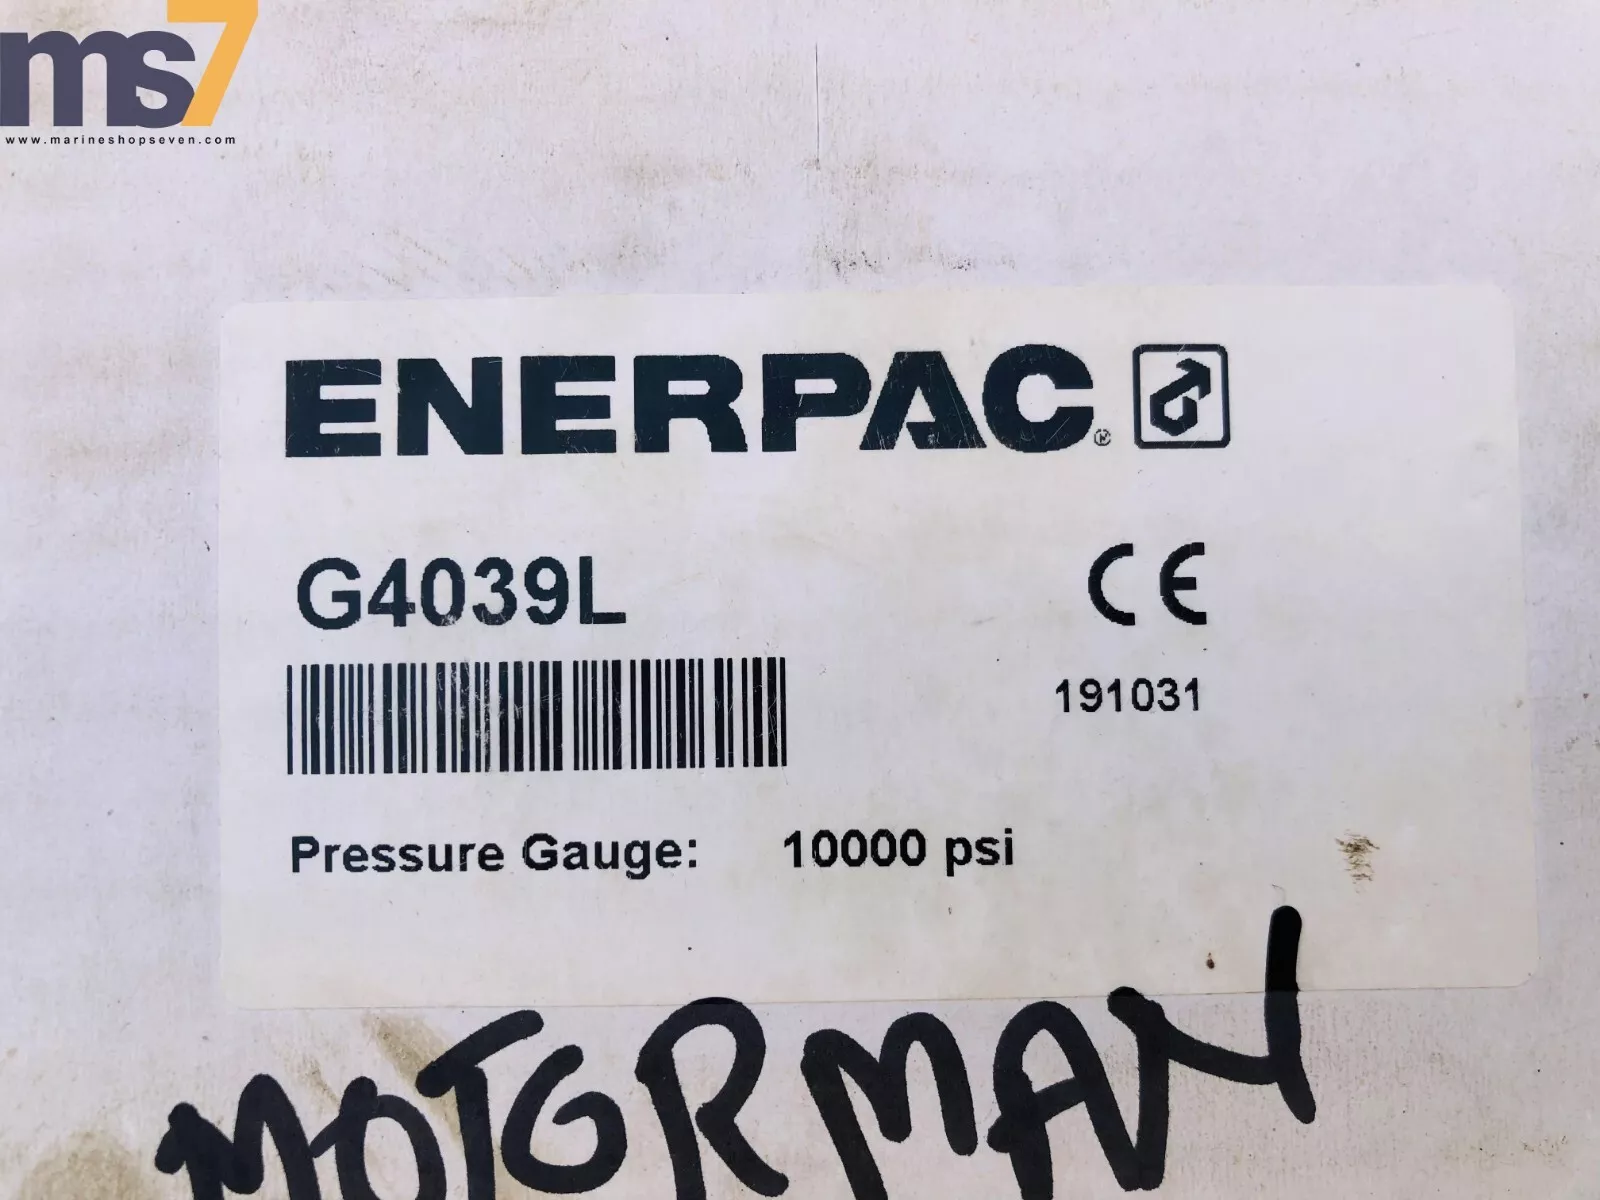 ms7
www.marineshopseven.com
ENERPAC®
G4039L
CE
191031
Pressure Gauge: 10000 psi
MOTORMAN